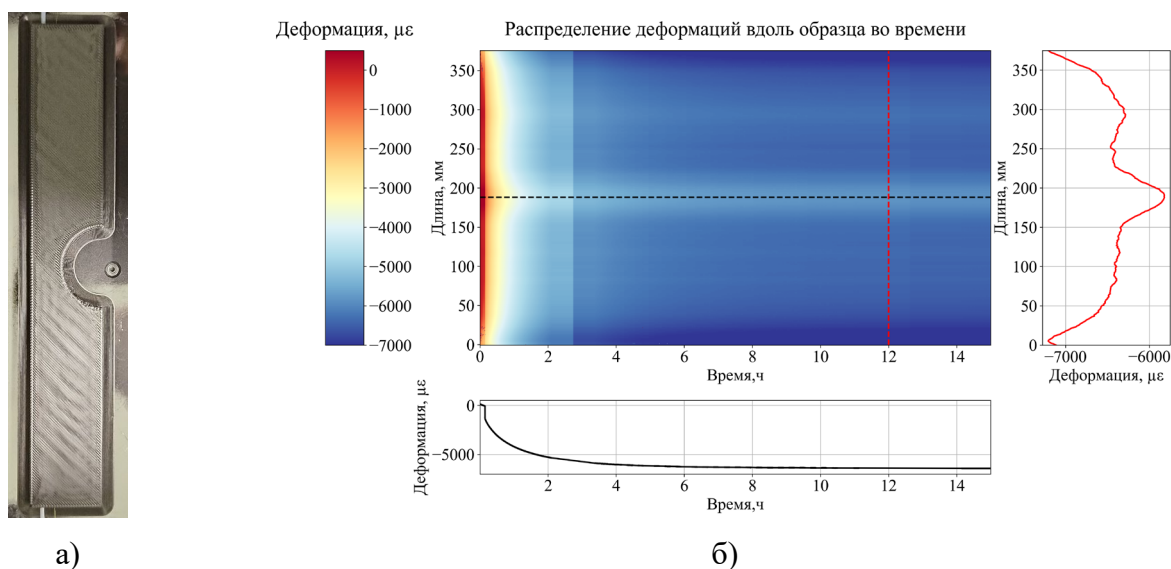 Деформация, με
0
−1000
−2000
−3000
−4000
−5000
−6000
−7000
Распределение деформаций вдоль образца во времени
Длина, мм
350
300
250
200
150
100
50
0
0 2 4 6 8 10 12 14
Время,ч
Длина, мм
350
300
250
200
150
100
50
0
−7000 −6000
Деформация, με
Деформация, με
0
−5000
2 4 6 8 10 12 14
Время,ч
а)
б)